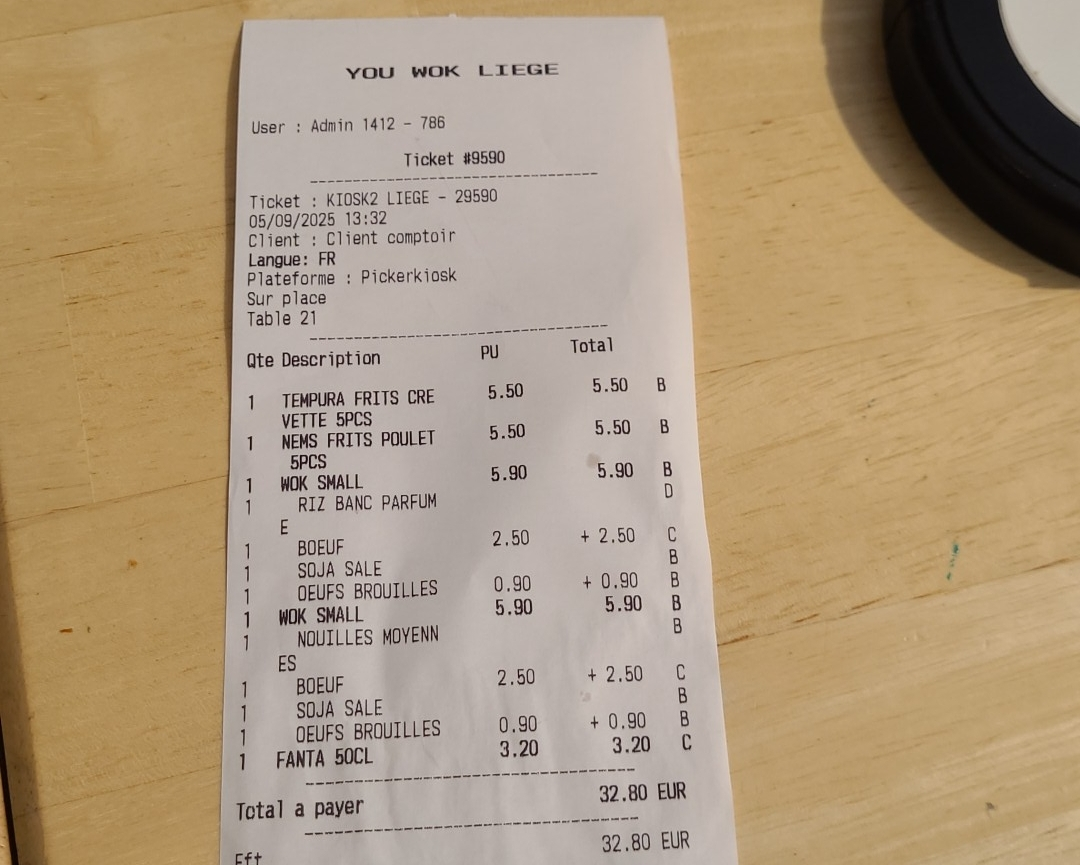 YOU WOK LIEGE
User : Admin 1412 - 786
Ticket #9590
Ticket : KIOSK2 LIEGE - 29590
05/09/2025 13:32
Client : Client comptoir
Langue: FR
Plateforme : Pickerkiosk
Sur place
Table 21
Qte Description PU Total
1 TEMPURA FRITS CRE 5.50 5.50 B
VETTE 5PCS
1 NEMS FRITS POULET 5.50 5.50 B
5PCS
1 WOK SMALL 5.90 5.90 B
1 RIZ BANC PARFUM D
E
1 BOEUF 2.50 + 2.50 C
1 SOJA SALE B
1 OEUFS BROUILLES 0.90 + 0.90 B
1 WOK SMALL 5.90 5.90 B
1 NOUILLES MOYENN B
ES
1 BOEUF 2.50 + 2.50 C
1 SOJA SALE B
1 OEUFS BROUILLES 0.90 + 0.90 B
1 FANTA 50CL 3.20 3.20 C
Total a payer 32.80 EUR
Eft 32.80 EUR